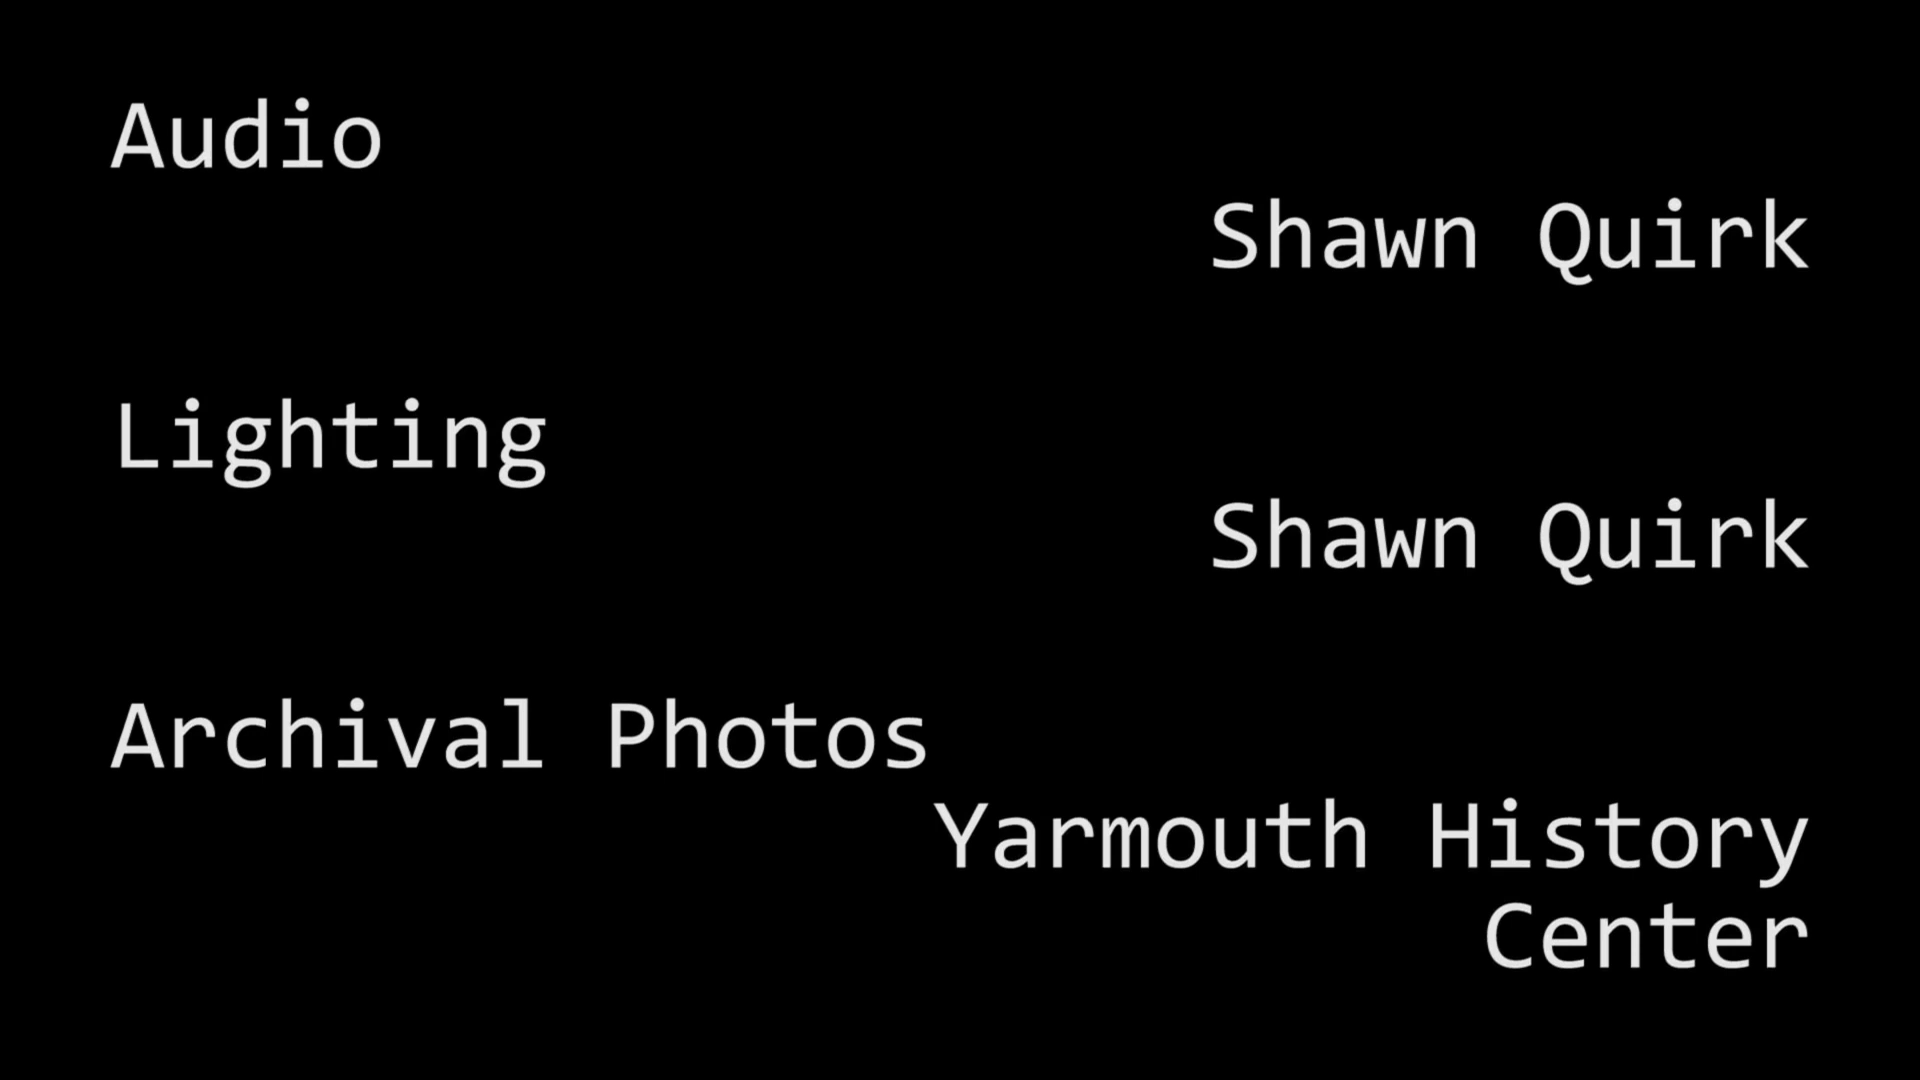 Audio
Shawn Quirk
Lighting
Shawn Quirk
Archival Photos
Yarmouth History
Center